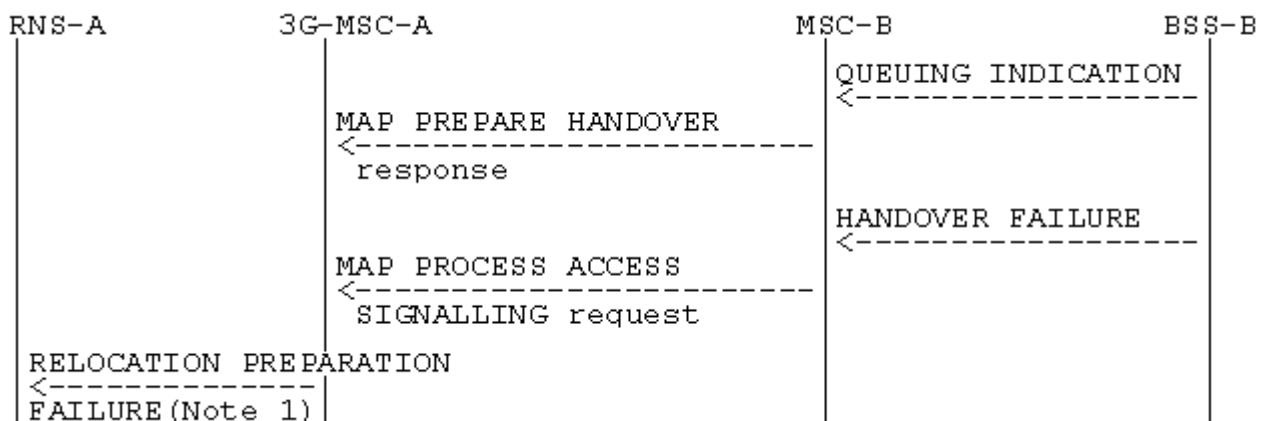 RNS-A 3G-MSC-A MSC-B BSS-B
QUEUING INDICATION
<------------------
MAP PREPARE HANDOVER
<-----------------------
response
HANDOVER FAILURE
<------------------
MAP PROCESS ACCESS
<-----------------------
SIGNALLING request
RELOCATION PREPARATION
<--------------
FAILURE(Note 1)